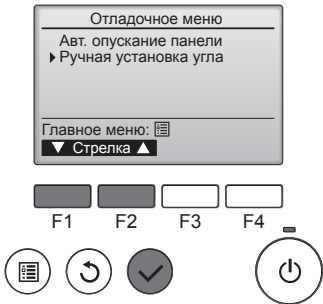 Отладочное меню
Авт. опускание панели
Ручная установка угла
Главное меню:
▼ Стрелка ▲
F1 F2 F3 F4